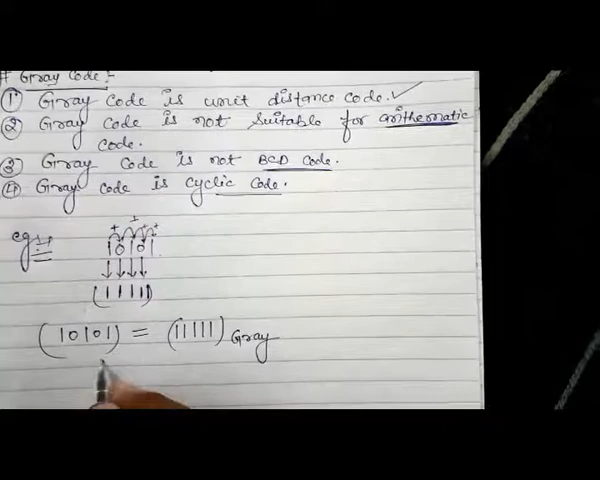 # Gray Code :-
① Gray Code is unit distance code. ✓
② Gray Code is not Suitable for arithematic
Code.
③ Gray Code is not BCD Code.
④ Gray Code is cyclic Code.
+ + + +
eg:- 10101
(11111)
(10101) = (11111) Gray